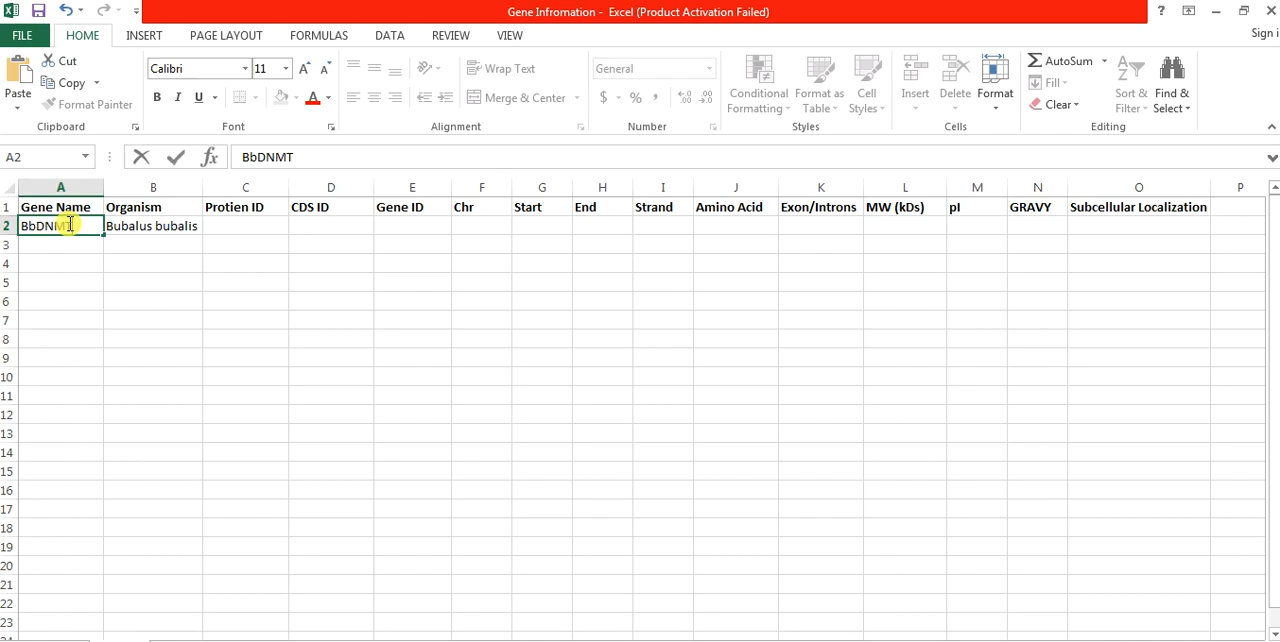 Gene Infromation - Excel (Product Activation Failed)
FILE HOME INSERT PAGE LAYOUT FORMULAS DATA REVIEW VIEW Sign i
Paste Cut Copy Format Painter
Calibri 11 B I U A
Wrap Text Merge & Center
General $ % ,
Conditional Formatting Format as Table Cell Styles
Insert Delete Format
AutoSum Fill Clear Sort & Filter Find & Select
Clipboard Font Alignment Number Styles Cells Editing
A2 fx BbDNMT
A B C D E F G H I J K L M N O P
1 Gene Name Organism Protien ID CDS ID Gene ID Chr Start End Strand Amino Acid Exon/Introns MW (kDs) pI GRAVY Subcellular Localization
2 BbDNMT Bubalus bubalis
3
4
5
6
7
8
9
10
11
12
13
14
15
16
17
18
19
20
21
22
23